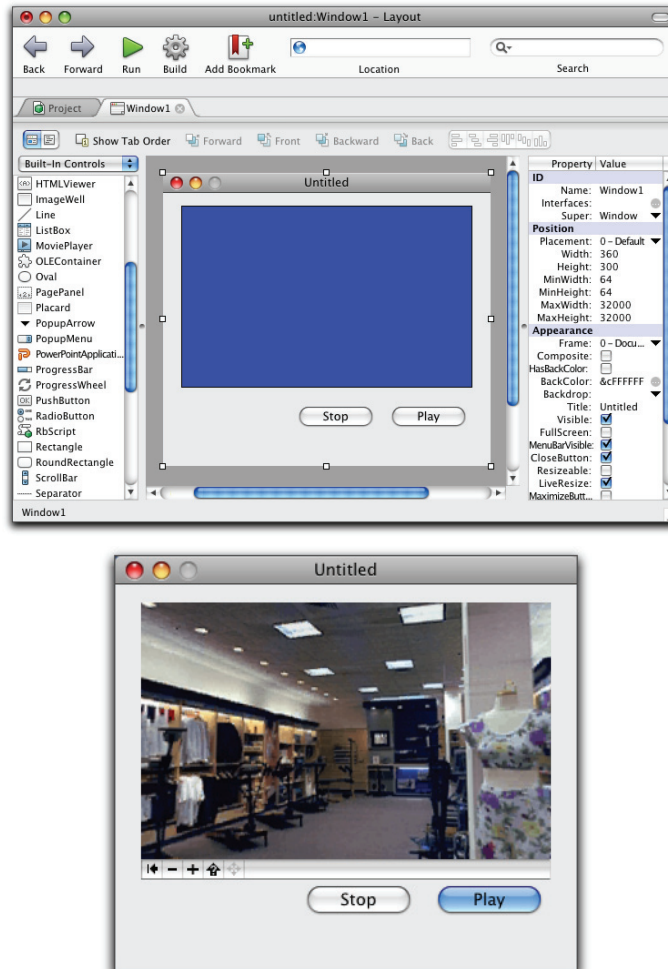 untitled:Window1 – Layout
Back Forward Run Build Add Bookmark Location Search
Project Window1
Show Tab Order Forward Front Backward Back
Built-In Controls
HTMLViewer
ImageWell
Line
ListBox
MoviePlayer
OLEContainer
Oval
PagePanel
Placard
PopupArrow
PopupMenu
PowerPointApplicati...
ProgressBar
ProgressWheel
PushButton
RadioButton
RbScript
Rectangle
RoundRectangle
ScrollBar
Separator
Untitled
Stop Play
Property Value
ID
Name: Window1
Interfaces:
Super: Window
Position
Placement: 0 – Default
Width: 360
Height: 300
MinWidth: 64
MinHeight: 64
MaxWidth: 32000
MaxHeight: 32000
Appearance
Frame: 0 – Docu...
Composite:
HasBackColor:
BackColor: &cFFFFFF
Backdrop:
Title: Untitled
Visible:
FullScreen:
MenuBarVisible:
CloseButton:
Resizeable:
LiveResize:
MaximizeButt...
Window1
Untitled
Stop Play